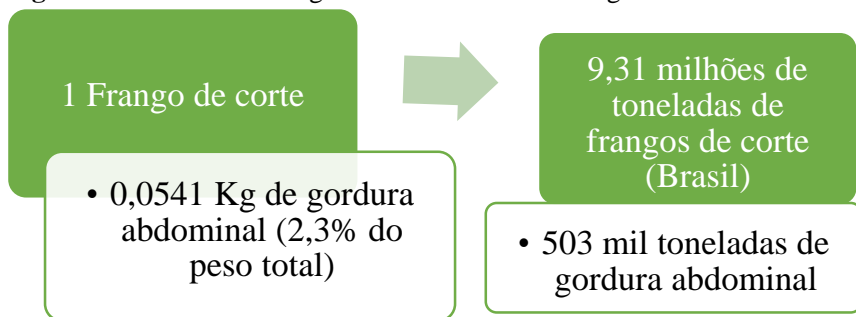 1 Frango de corte
• 0,0541 Kg de gordura
abdominal (2,3% do
peso total)
9,31 milhões de
toneladas de
frangos de corte
(Brasil)
• 503 mil toneladas de
gordura abdominal